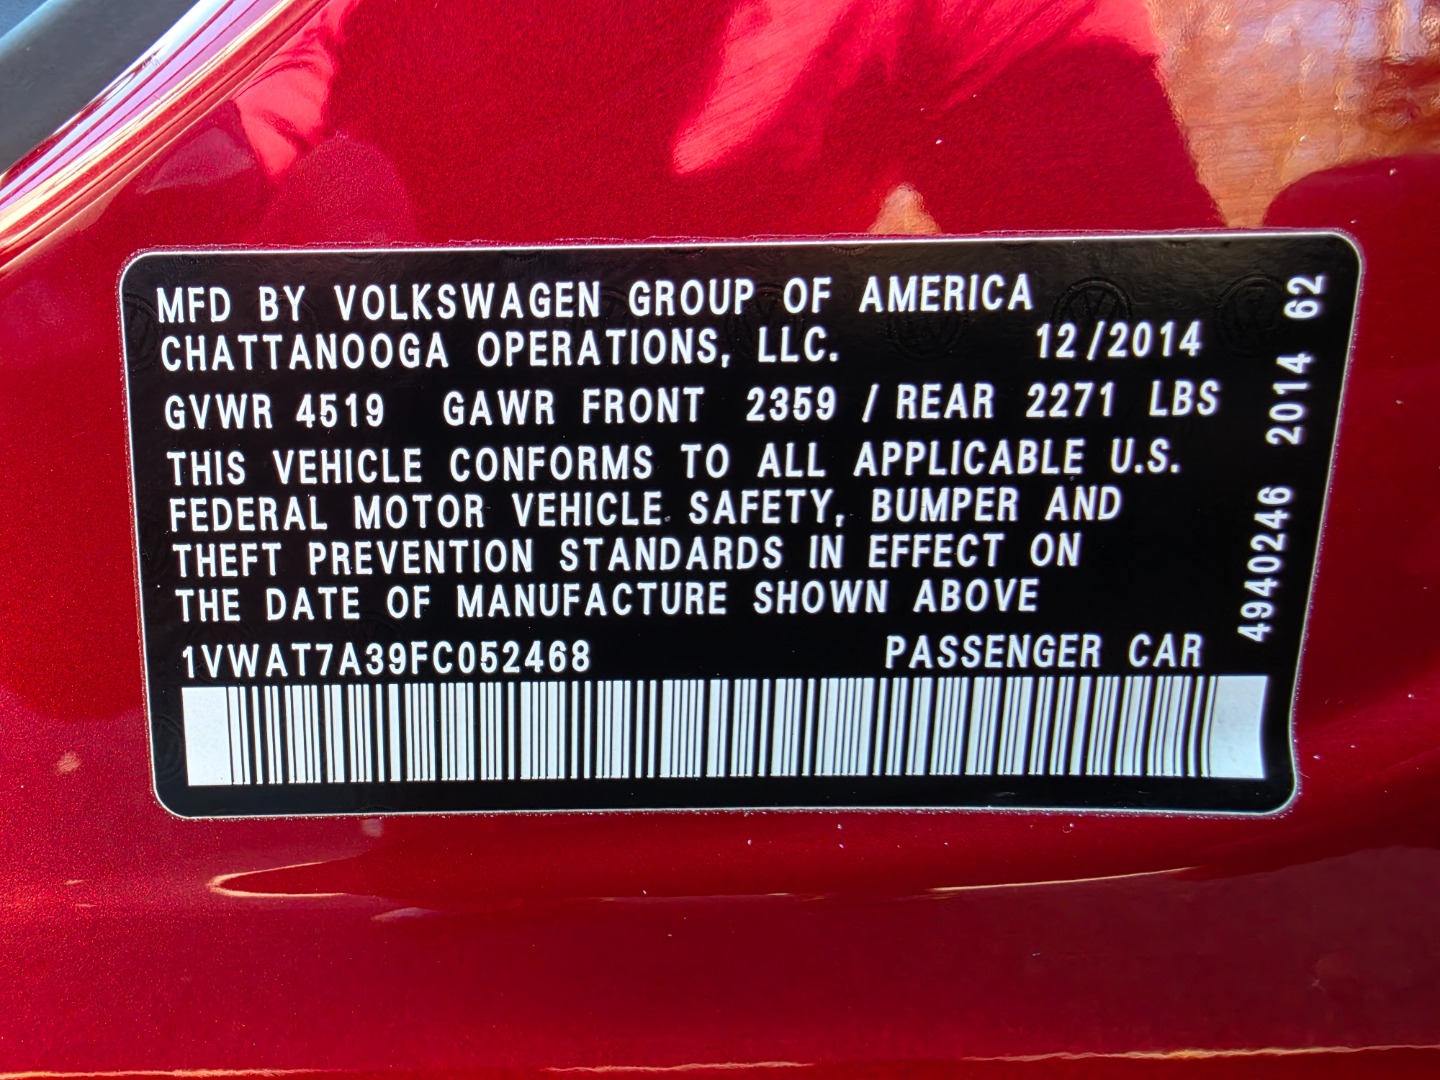 MFD BY VOLKSWAGEN GROUP OF AMERICA
CHATTANOOGA OPERATIONS, LLC. 12/2014
GVWR 4519 GAWR FRONT 2359 / REAR 2271 LBS
THIS VEHICLE CONFORMS TO ALL APPLICABLE U.S.
FEDERAL MOTOR VEHICLE SAFETY, BUMPER AND
THEFT PREVENTION STANDARDS IN EFFECT ON
THE DATE OF MANUFACTURE SHOWN ABOVE
1VWAT7A39FC052468 PASSENGER CAR
4940246 2014 62